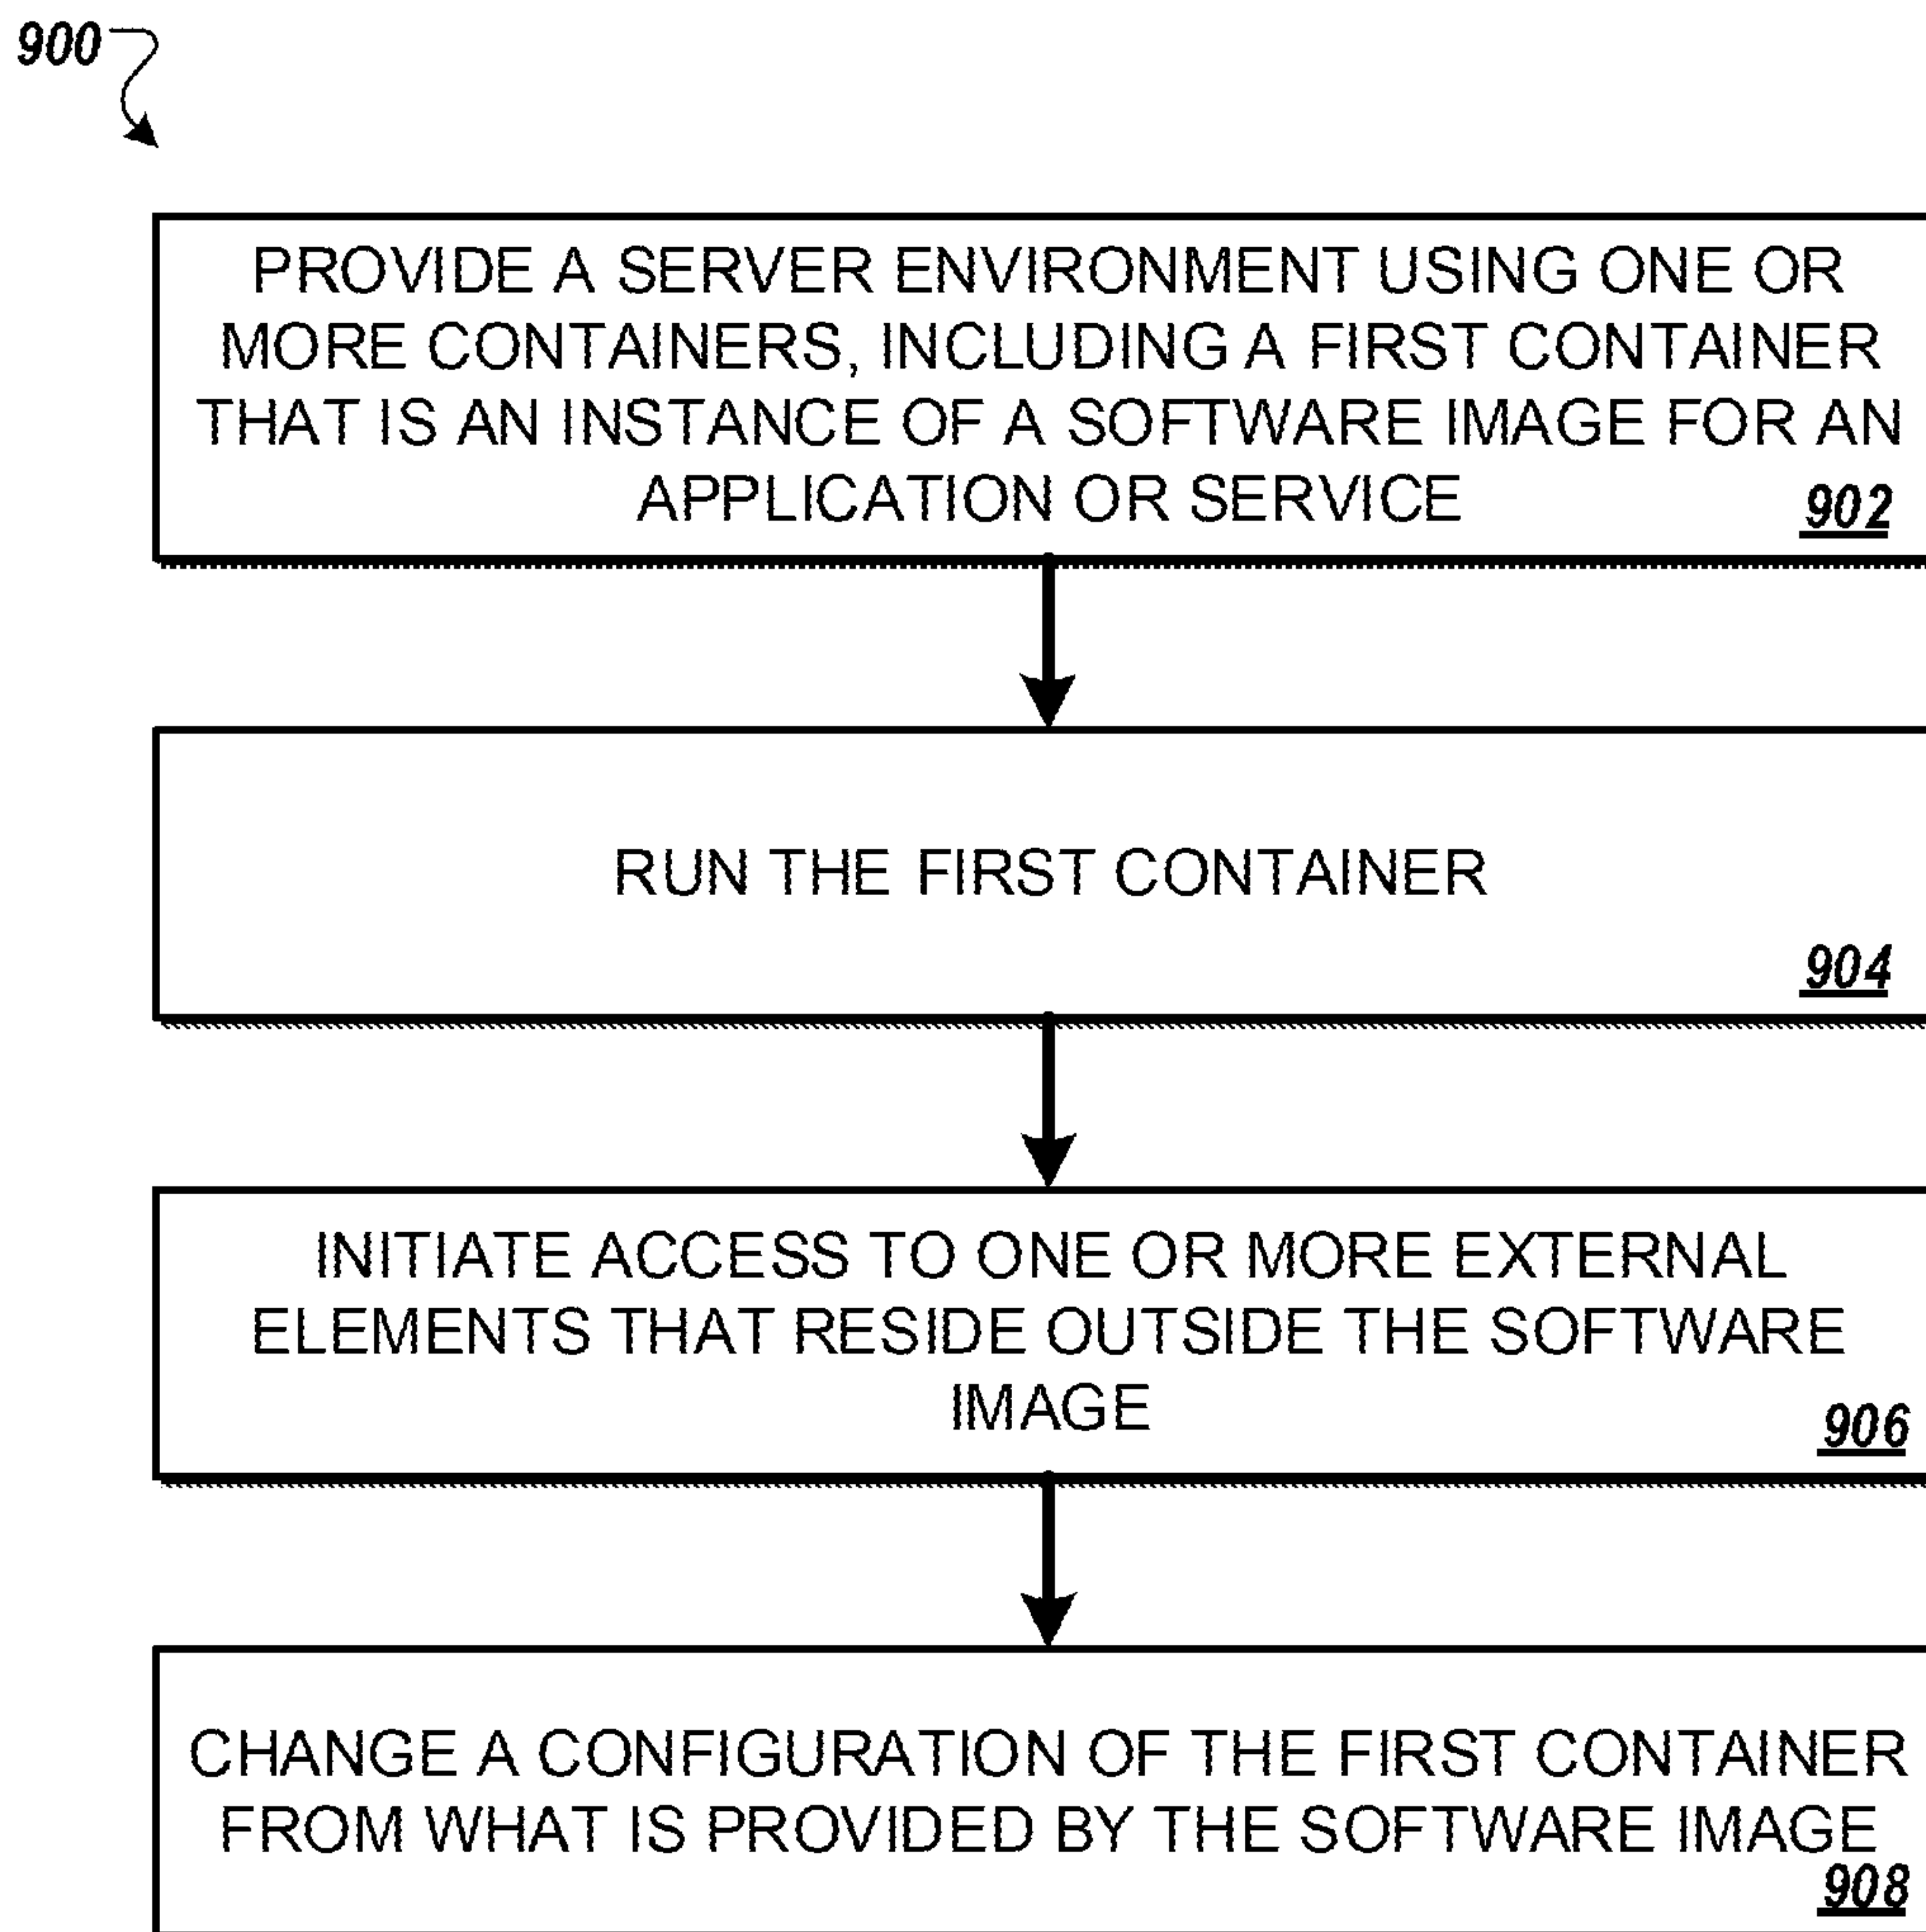 900
PROVIDE A SERVER ENVIRONMENT USING ONE OR
MORE CONTAINERS, INCLUDING A FIRST CONTAINER
THAT IS AN INSTANCE OF A SOFTWARE IMAGE FOR AN
APPLICATION OR SERVICE
902
RUN THE FIRST CONTAINER
904
INITIATE ACCESS TO ONE OR MORE EXTERNAL
ELEMENTS THAT RESIDE OUTSIDE THE SOFTWARE
IMAGE
906
CHANGE A CONFIGURATION OF THE FIRST CONTAINER
FROM WHAT IS PROVIDED BY THE SOFTWARE IMAGE
908